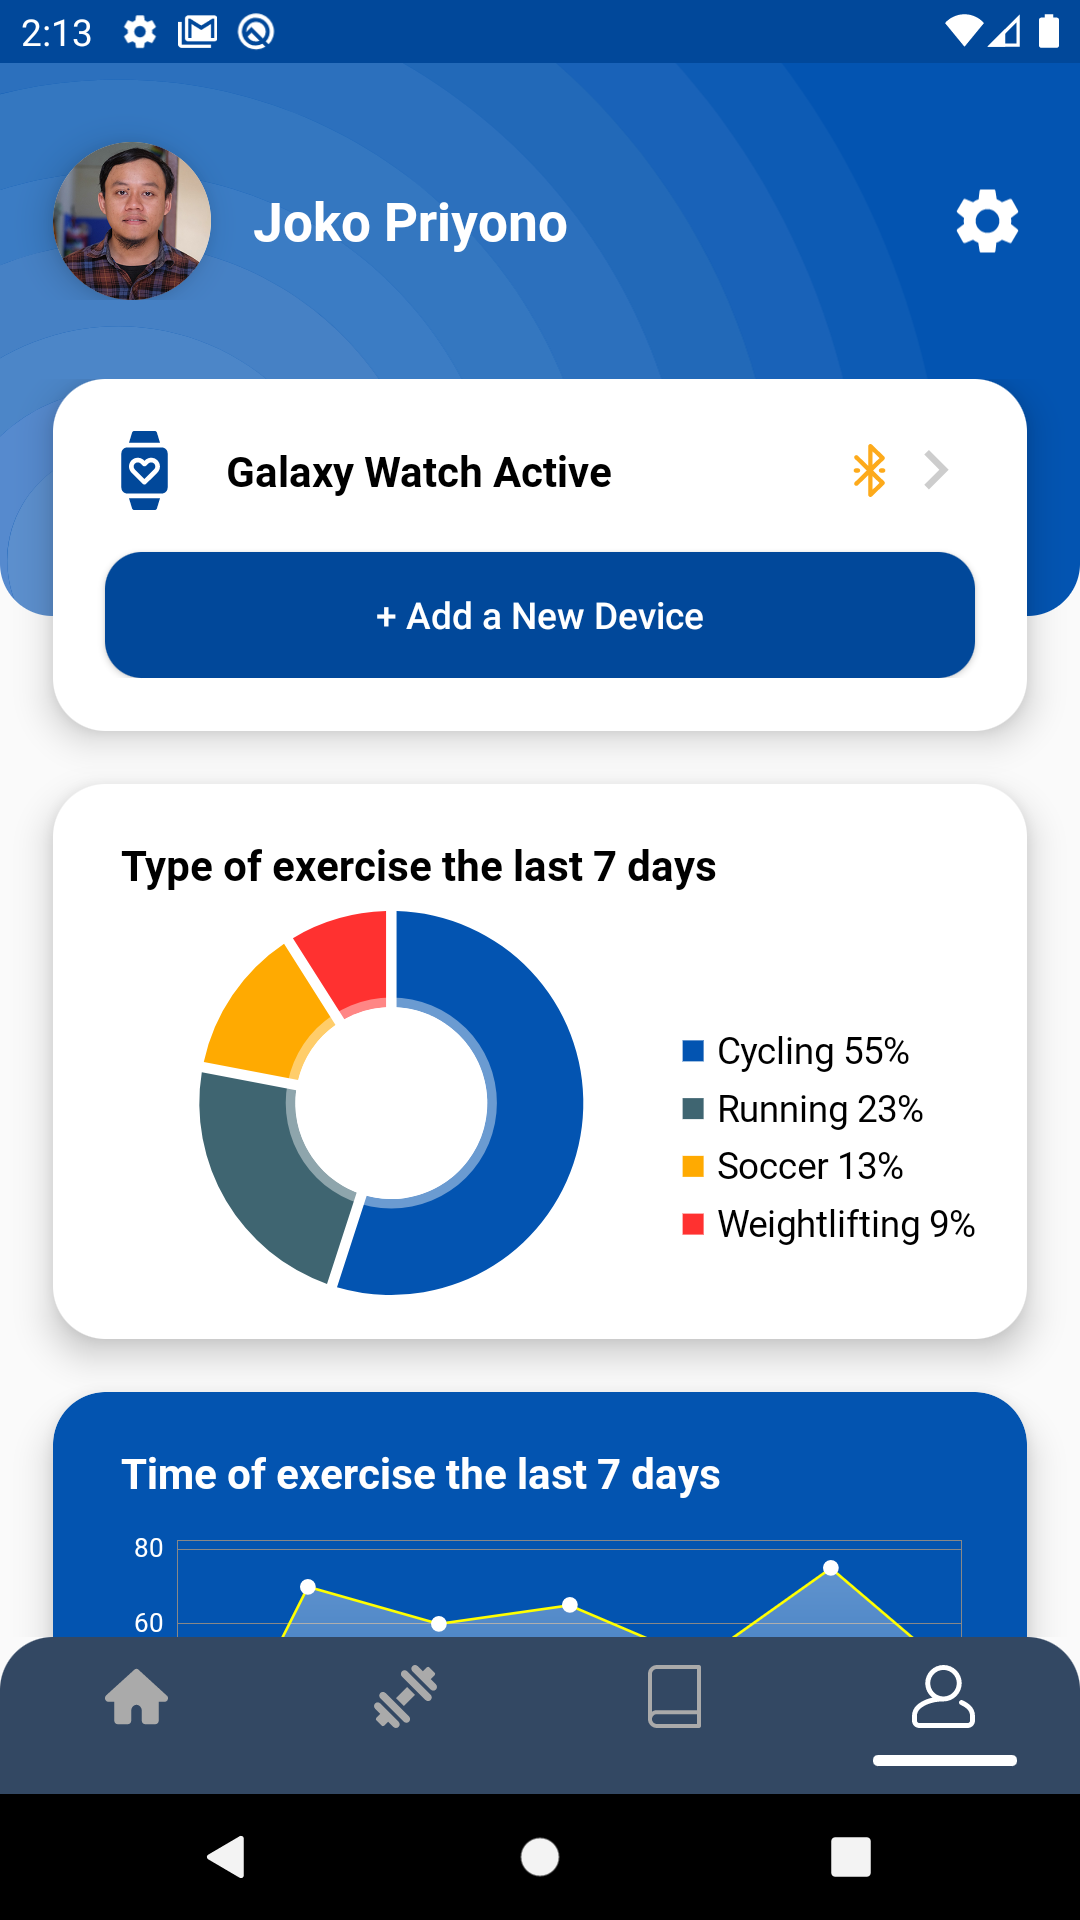 2:13
Joko Priyono
Galaxy Watch Active
+ Add a New Device
Type of exercise the last 7 days
Cycling 55%
Running 23%
Soccer 13%
Weightlifting 9%
Time of exercise the last 7 days
80
60